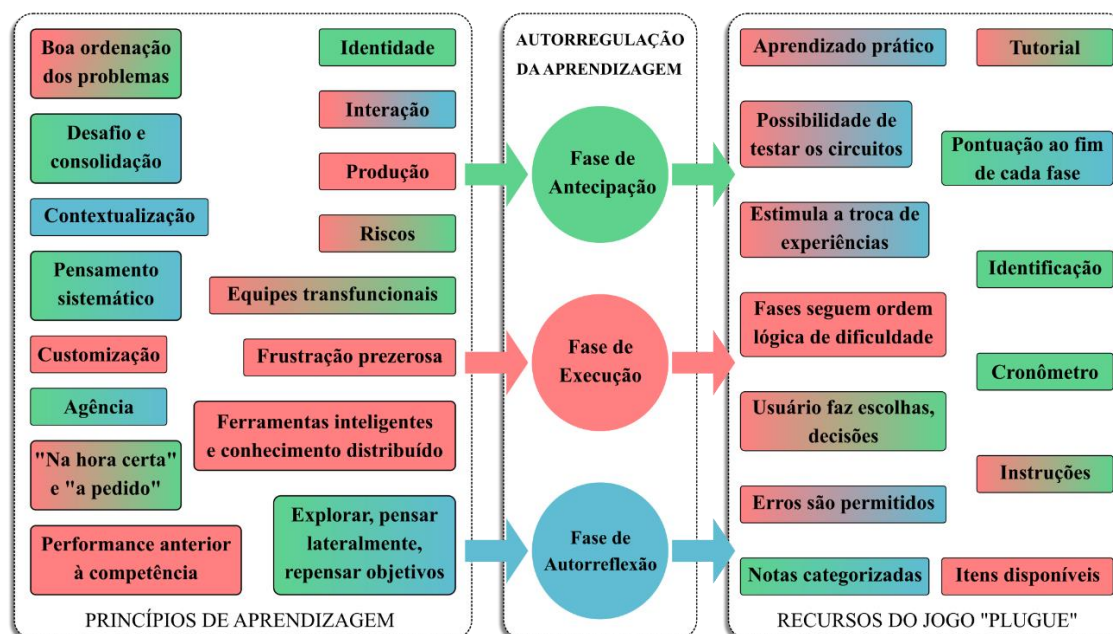 Boa ordenação
dos problemas
Desafio e
consolidação
Contextualização
Pensamento
sistemático
Customização
Agência
"Na hora certa"
e "a pedido"
Performance anterior
à competência
Identidade
Interação
Produção
Riscos
Equipes transfuncionais
Frustração prezerosa
Ferramentas inteligentes
e conhecimento distribuído
Explorar, pensar
lateralmente,
repensar objetivos
PRINCÍPIOS DE APRENDIZAGEM
AUTORREGULAÇÃO
DA APRENDIZAGEM
Fase de
Antecipação
Fase de
Execução
Fase de
Autorreflexão
Aprendizado prático
Possibilidade de
testar os circuitos
Estimula a troca de
experiências
Fases seguem ordem
lógica de dificuldade
Usuário faz escolhas,
decisões
Erros são permitidos
Notas categorizadas
Tutorial
Pontuação ao fim
de cada fase
Identificação
Cronômetro
Instruções
Itens disponíveis
RECURSOS DO JOGO "PLUGUE"